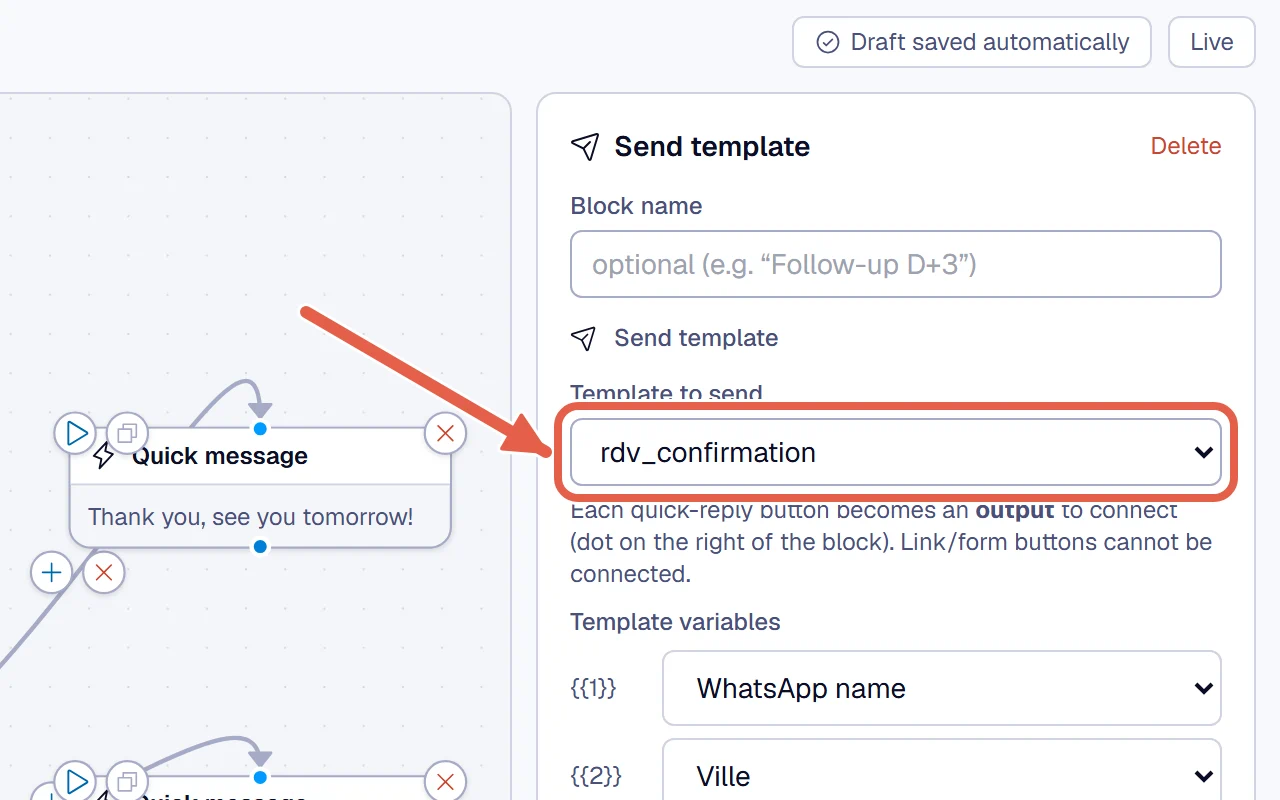 Draft saved automatically
Live
Send template
Delete
Block name
optional (e.g. “Follow-up D+3”)
Send template
Template to send
rdv_confirmation
Each quick-reply button becomes an output to connect
(dot on the right of the block). Link/form buttons cannot be
connected.
Template variables
{{1}}
WhatsApp name
{{2}}
Ville
Quick message
Thank you, see you tomorrow!
Quick message